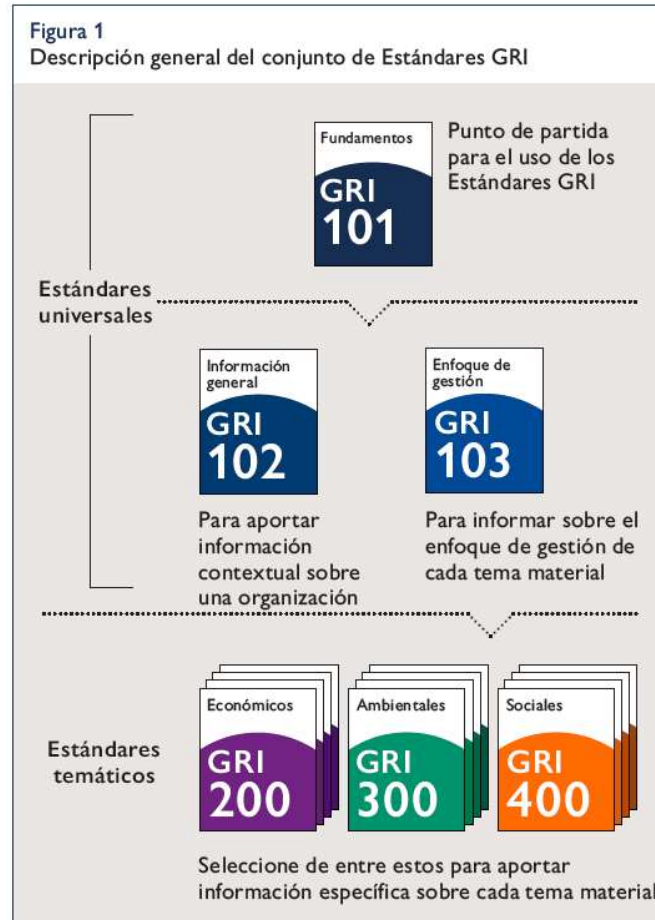 Figura 1
Descripción general del conjunto de Estándares GRI
Fundamentos
GRI
101
Punto de partida
para el uso de los
Estándares GRI
Estándares
universales
Información
general
GRI
102
Enfoque de
gestión
GRI
103
Para aportar
información
contextual sobre
una organización
Para informar sobre el
enfoque de gestión de
cada tema material
Estándares
temáticos
Económicos
GRI
200
Ambientales
GRI
300
Sociales
GRI
400
Seleccione de entre estos para aportar
información específica sobre cada tema material